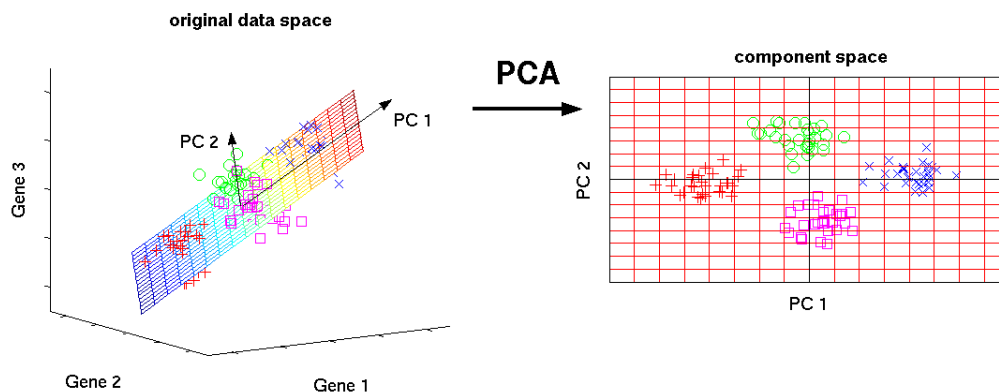 original data space
PCA
component space
PC 1
PC 2
Gene 3
PC 2
Gene 2
Gene 1
PC 1